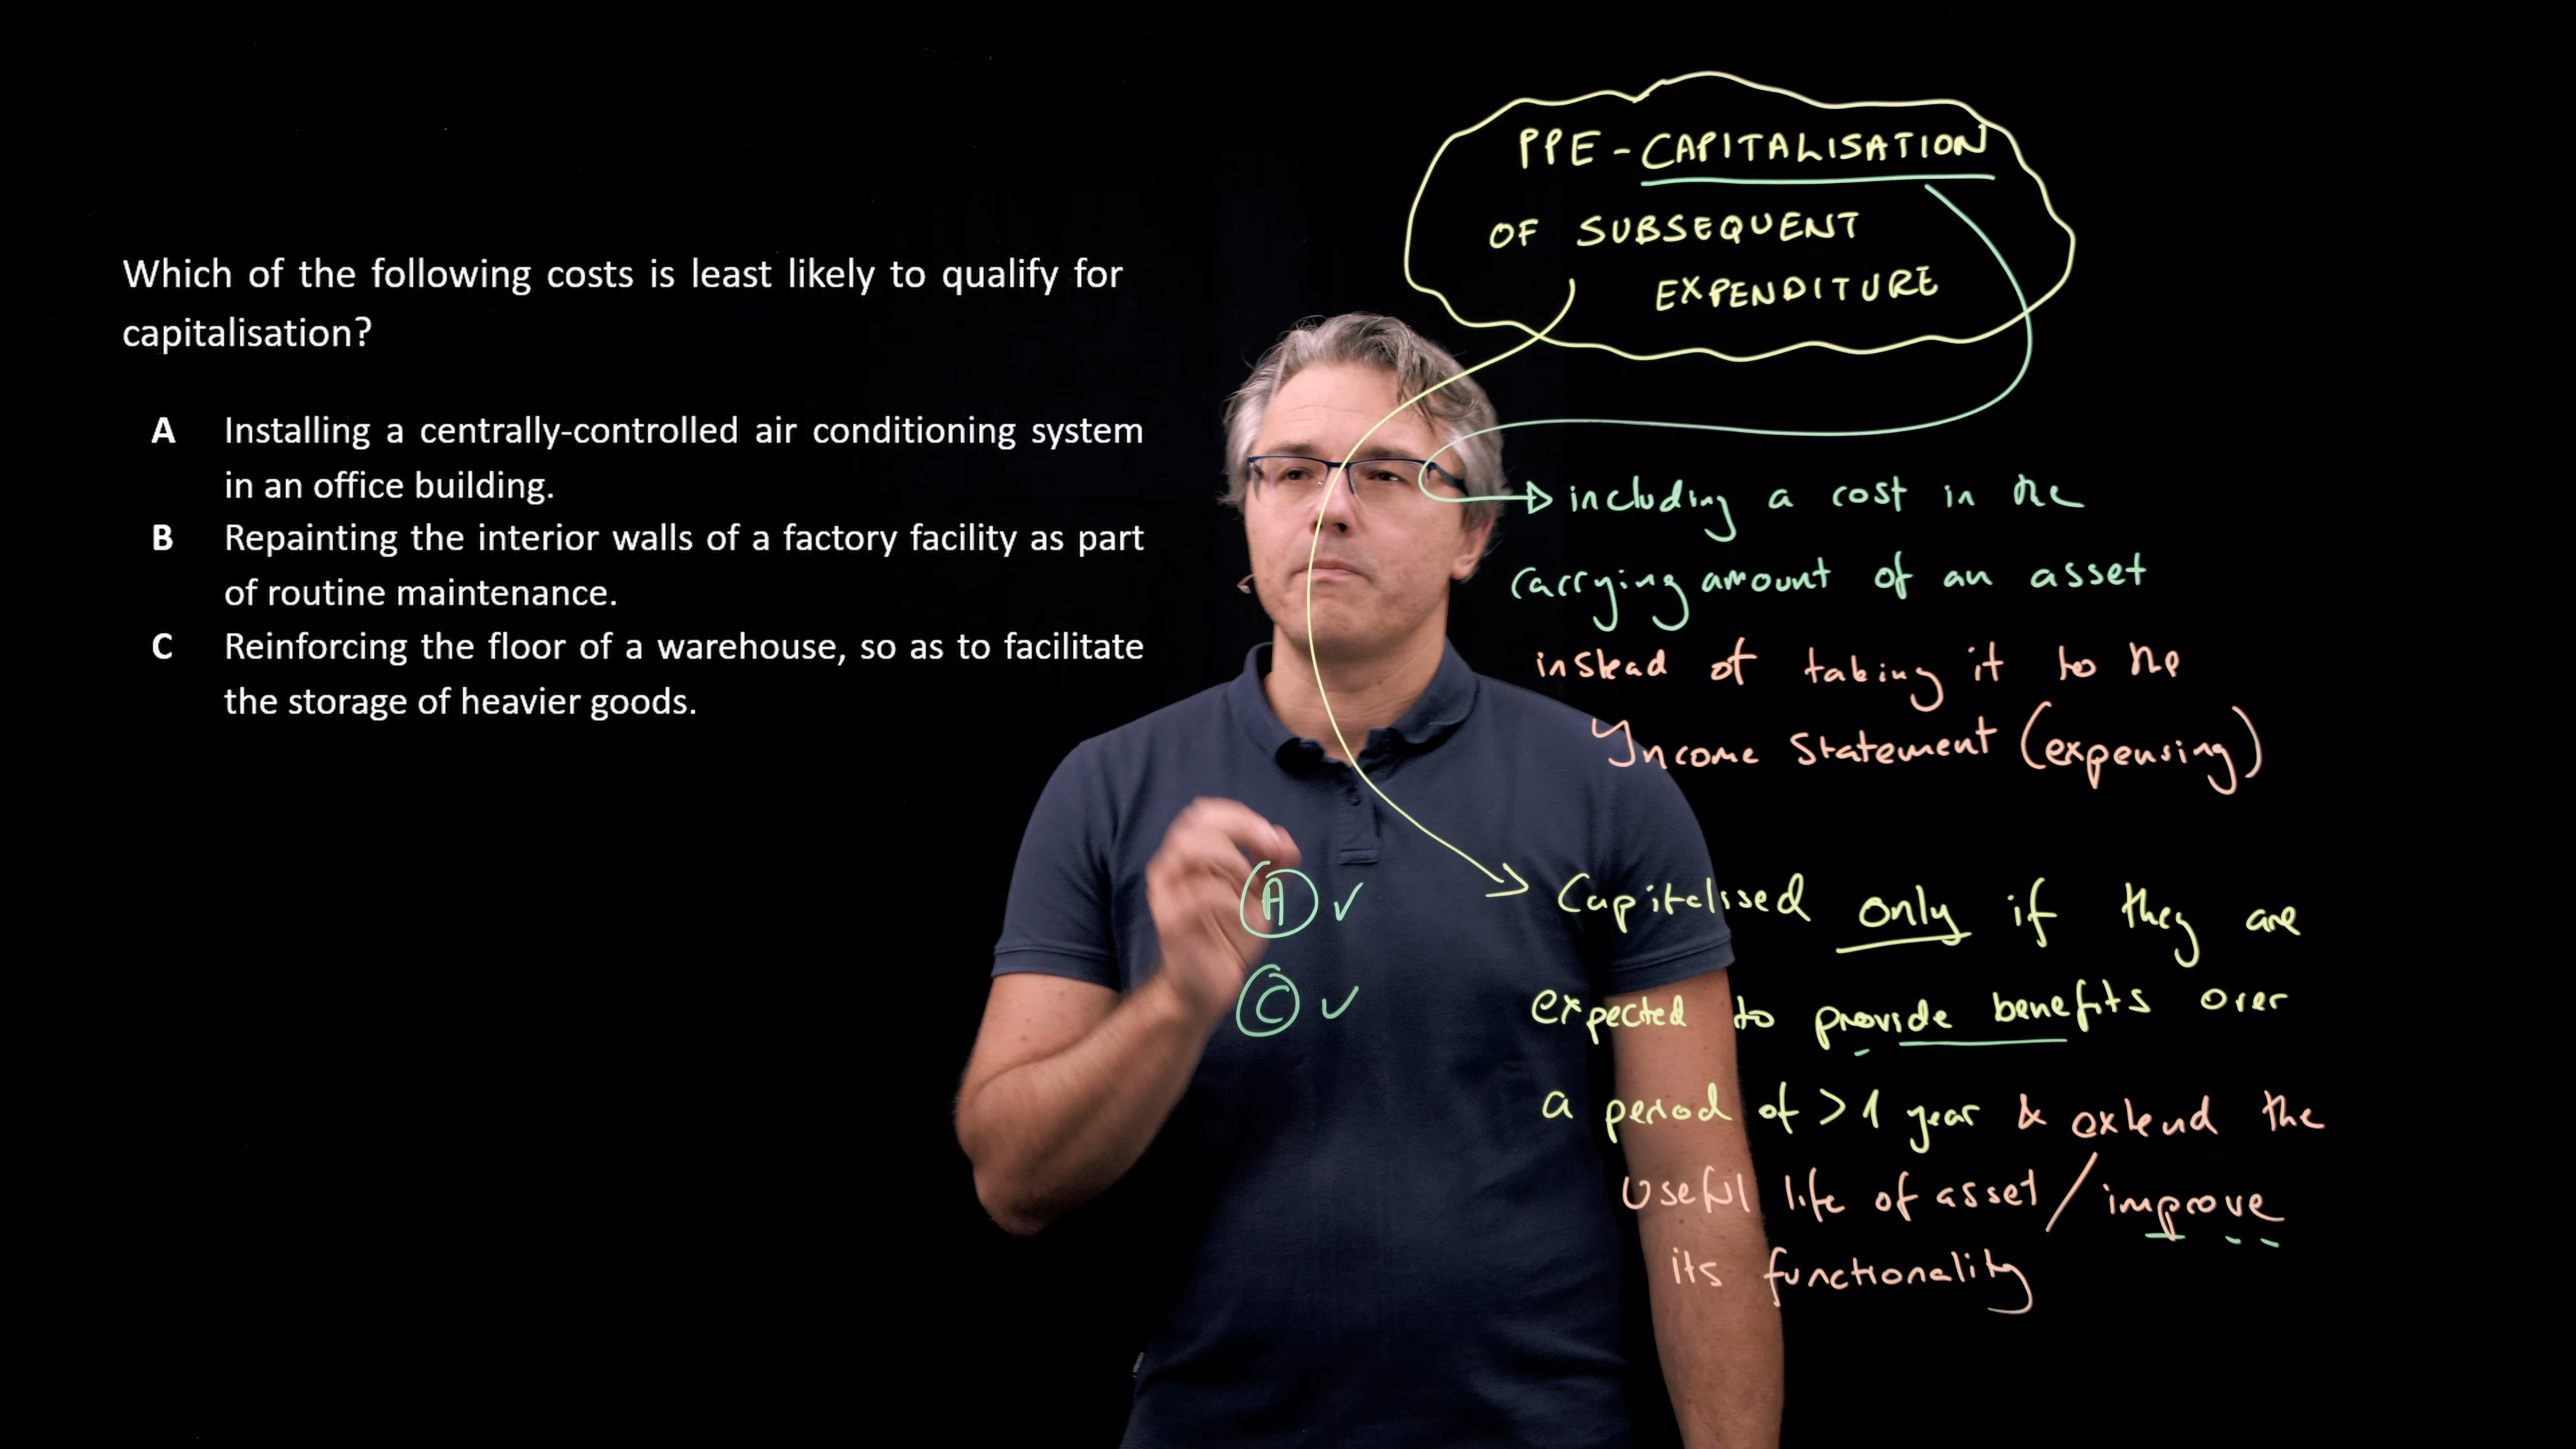 Which of the following costs is least likely to qualify for
capitalisation?
A Installing a centrally-controlled air conditioning system
in an office building.
B Repainting the interior walls of a factory facility as part
of routine maintenance.
C Reinforcing the floor of a warehouse, so as to facilitate
the storage of heavier goods.
PPE - CAPITALISATION
OF SUBSEQUENT
EXPENDITURE
including a cost in the
carrying amount of an asset
instead of taking it to the
Income Statement (expensing)
A ✓
C ✓
Capitalised only if they are
expected to provide benefits over
a period of > 1 year & extend the
useful life of asset / improve
its functionality